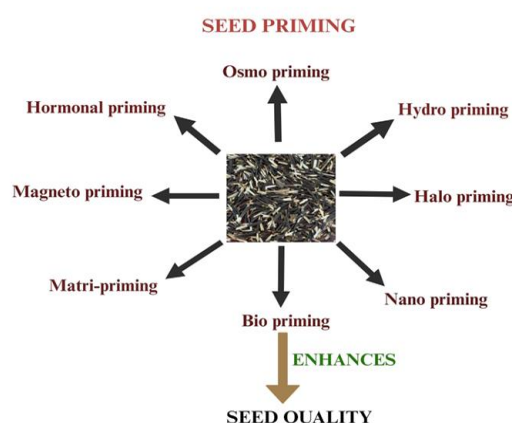 SEED PRIMING
Osmo priming
Hormonal priming
Hydro priming
Magneto priming
Halo priming
Matri-priming
Nano priming
Bio priming
ENHANCES
SEED QUALITY